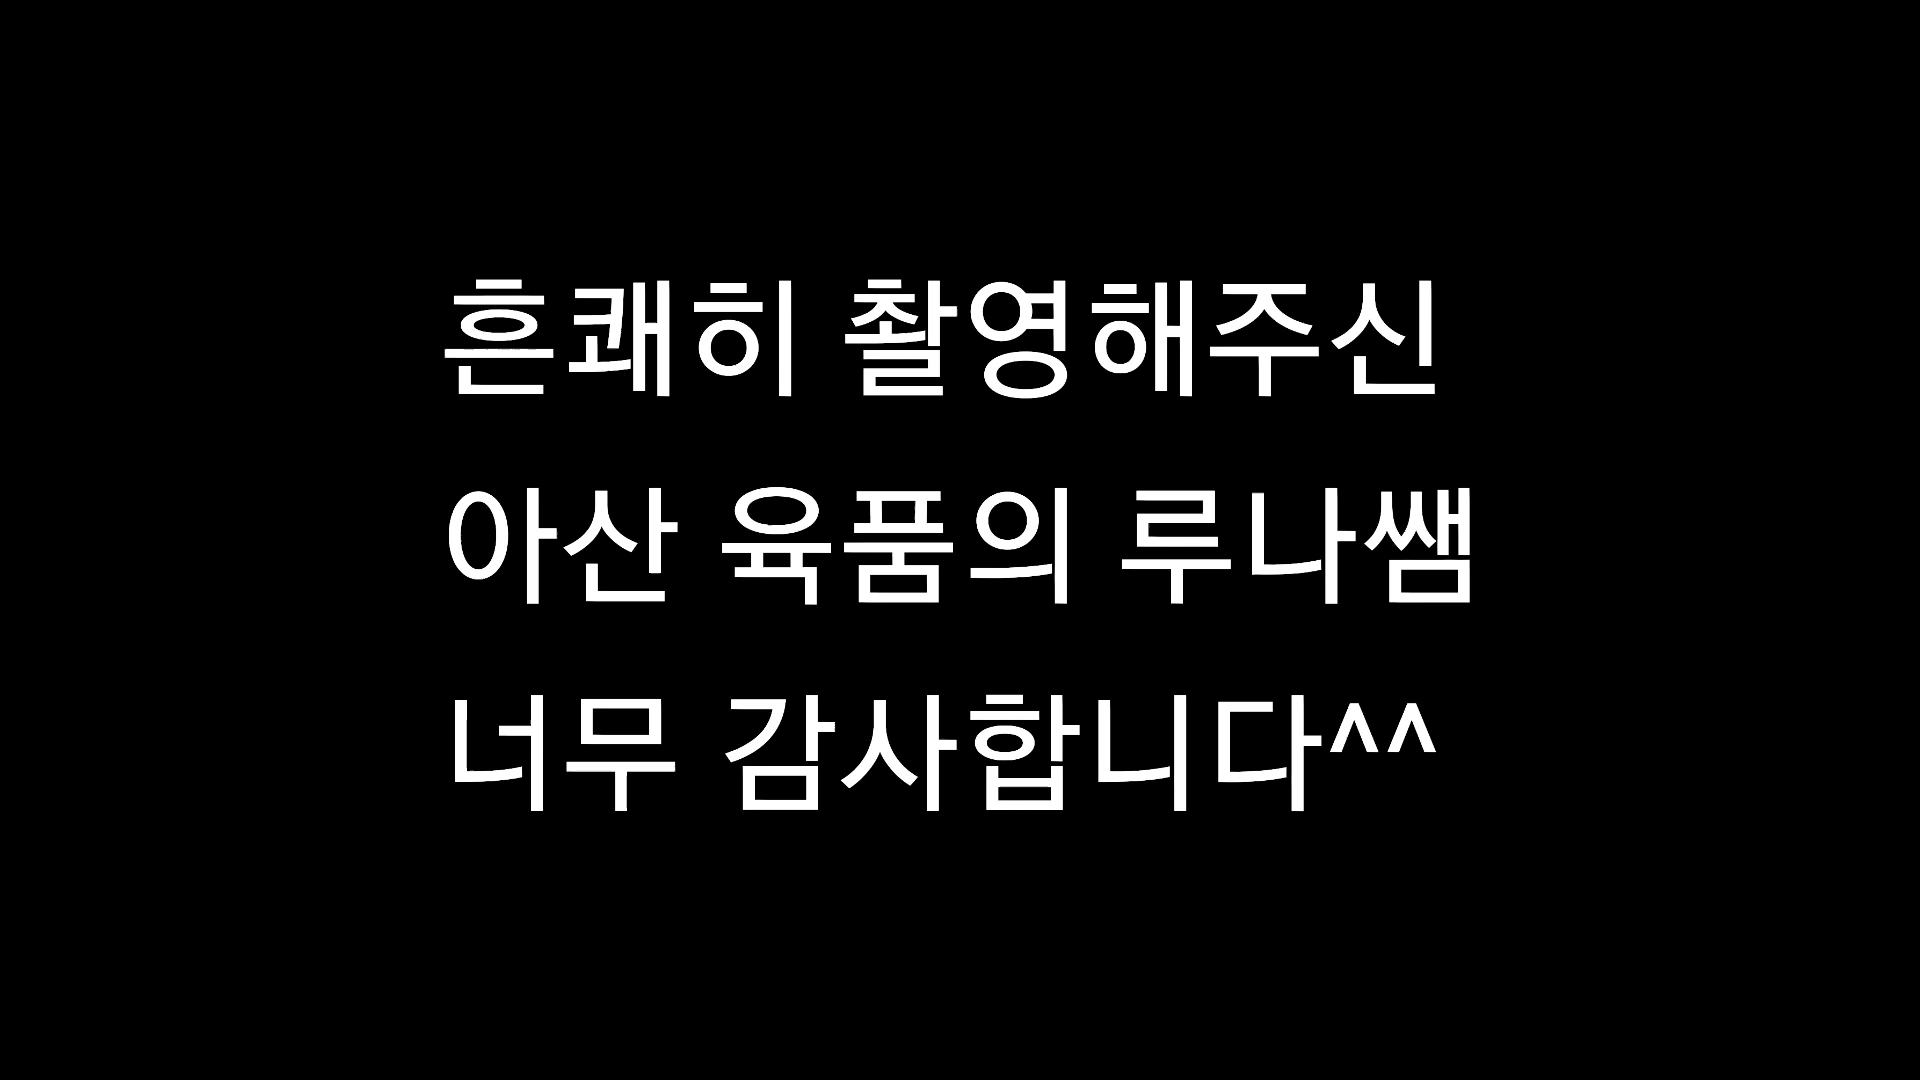 흔쾌히 촬영해주신
아산 육품의 루나쌤
너무 감사합니다^^